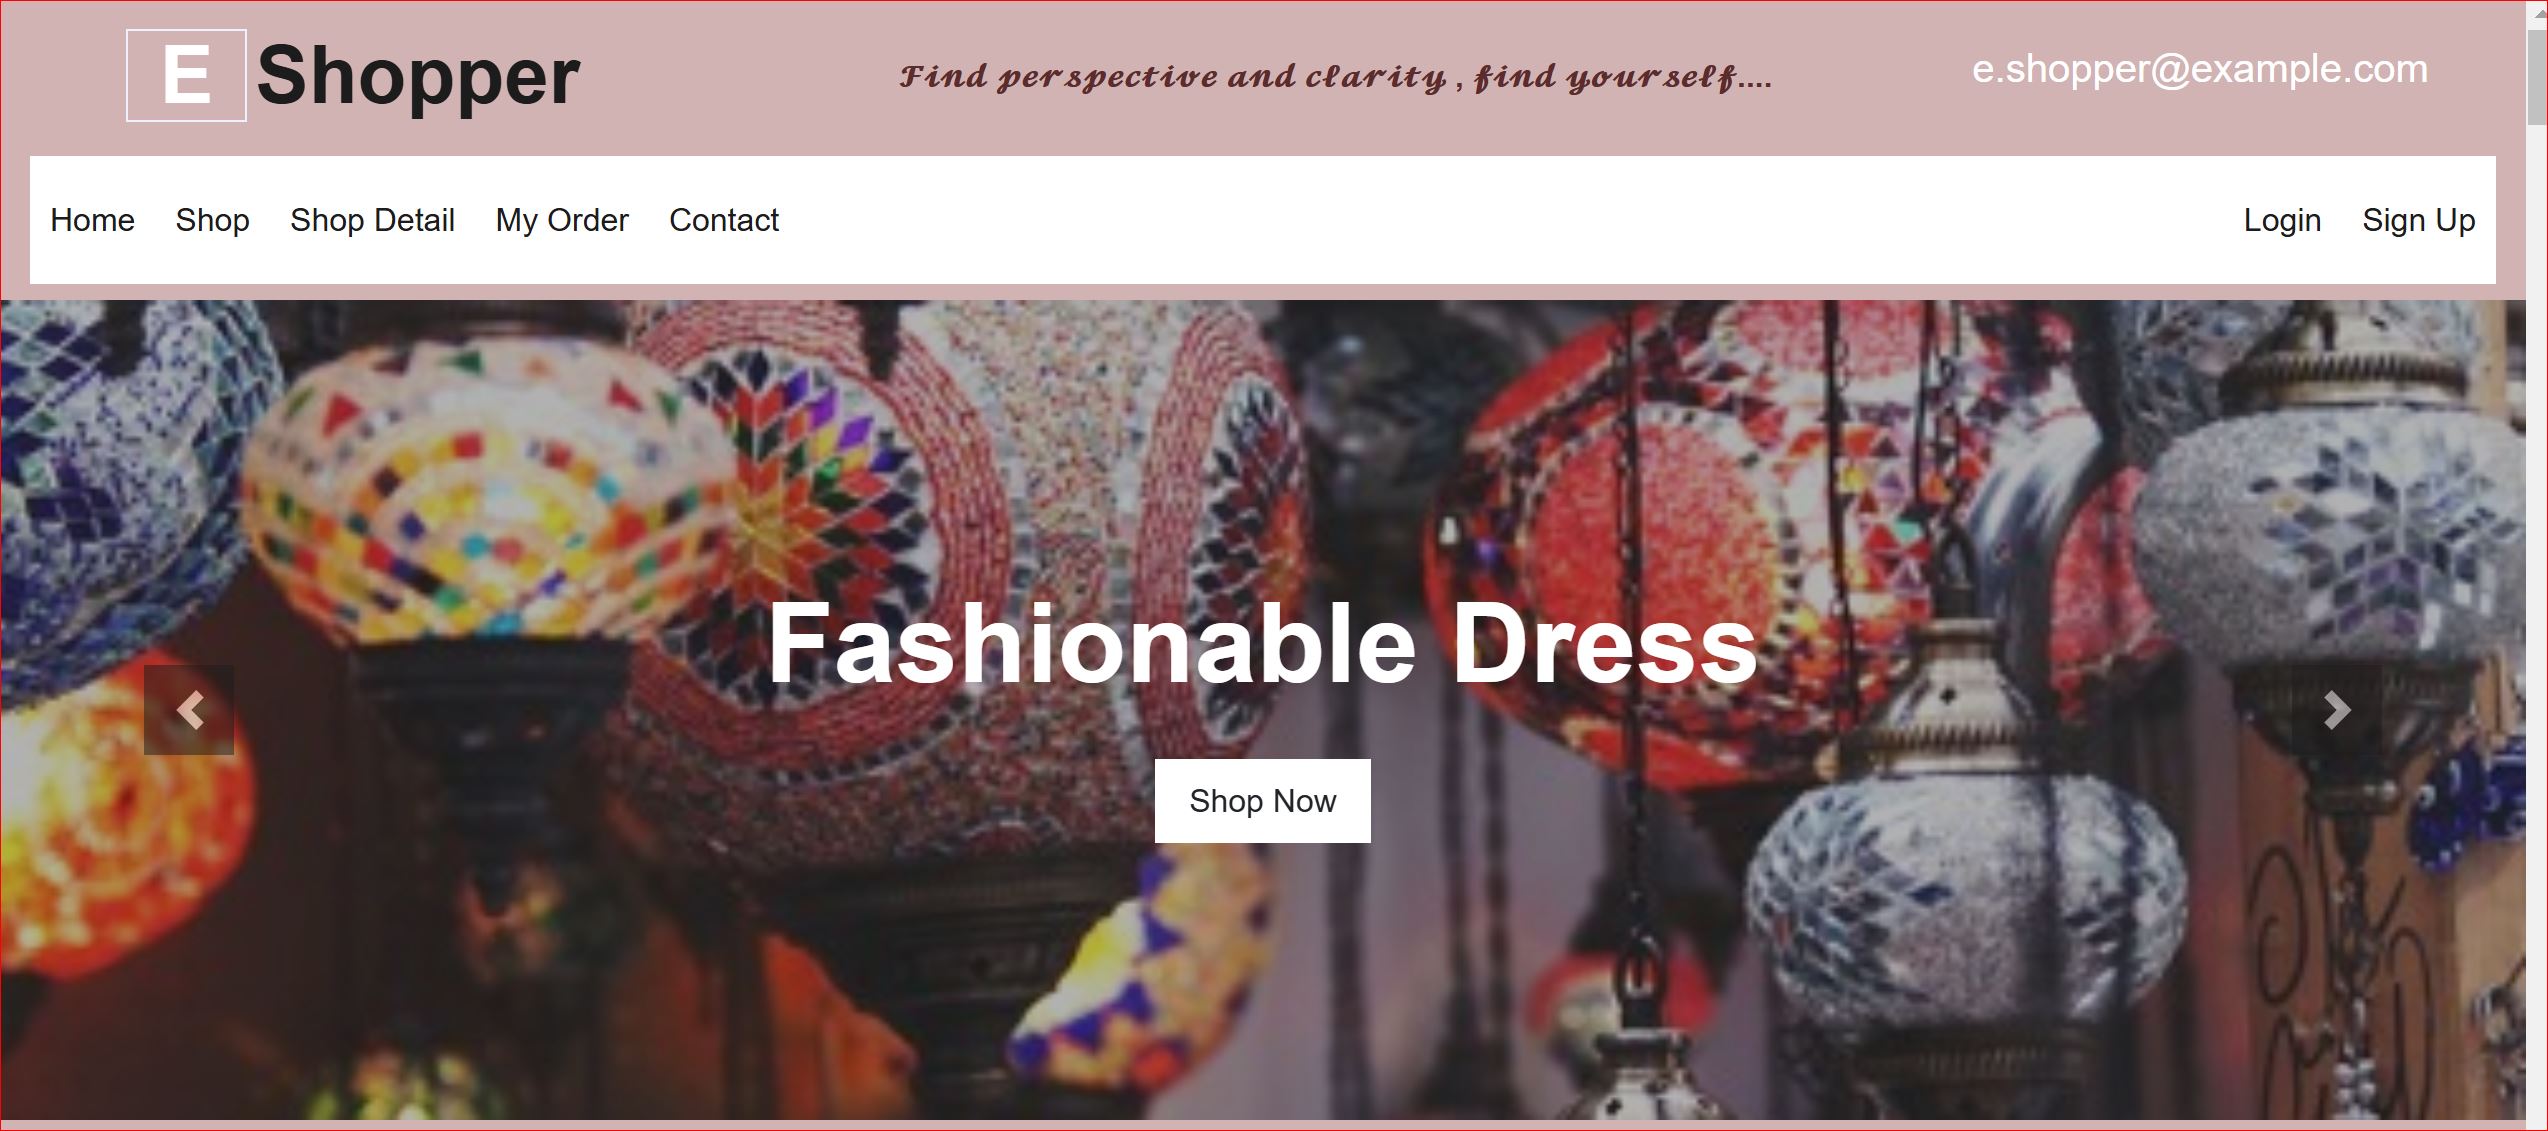 E Shopper
Find perspective and clarity , find yourself....
e.shopper@example.com
Home Shop Shop Detail My Order Contact Login Sign Up
Fashionable Dress
Shop Now